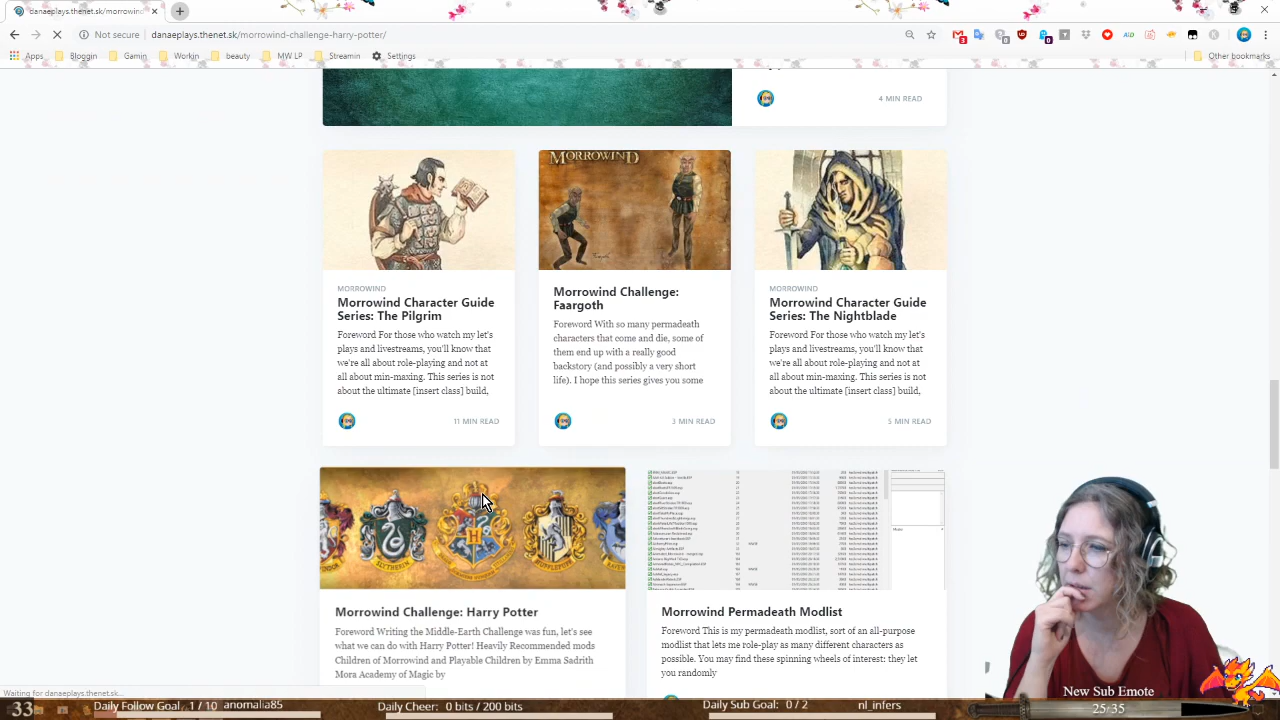 danaeplays.thenet.sk/morrowin
Not secure
danaeplays.thenet.sk/morrowind-challenge-harry-potter/
Apps
Blogging
Gaming
Working
beauty
MW LP
Streaming
Settings
Other bookmarks
4 MIN READ
MORROWIND
Morrowind Character Guide
Series: The Pilgrim
Foreword For those who watch my let's
plays and livestreams, you'll know that
we're all about role-playing and not at
all about min-maxing. This series is not
about the ultimate [insert class] build,
11 MIN READ
MORROWIND
Morrowind Challenge:
Faargoth
Foreword With so many permadeath
characters that come and die, some of
them end up with a really good
backstory (and possibly a very short
life). I hope this series gives you some
3 MIN READ
MORROWIND
Morrowind Character Guide
Series: The Nightblade
Foreword For those who watch my let's
plays and livestreams, you'll know that
we're all about role-playing and not at
all about min-maxing. This series is not
about the ultimate [insert class] build,
5 MIN READ
Morrowind Challenge: Harry Potter
Foreword Writing the Middle-Earth Challenge was fun, let's see
what we can do with Harry Potter! Heavily Recommended mods
Children of Morrowind and Playable Children by Emma Sadrith
Mora Academy of Magic by
Morrowind Permadeath Modlist
Foreword This is my permadeath modlist, sort of an all-purpose
modlist that lets me role-play as many different characters as
possible. You may find these spinning wheels of interest: they let
you randomly
Waiting for danaeplays.thenet.sk...
33
Daily Follow Goal: 1 / 10
anomalia85
Daily Cheer: 0 bits / 200 bits
Daily Sub Goal: 0 / 2
nl_infers
New Sub Emote
25/35